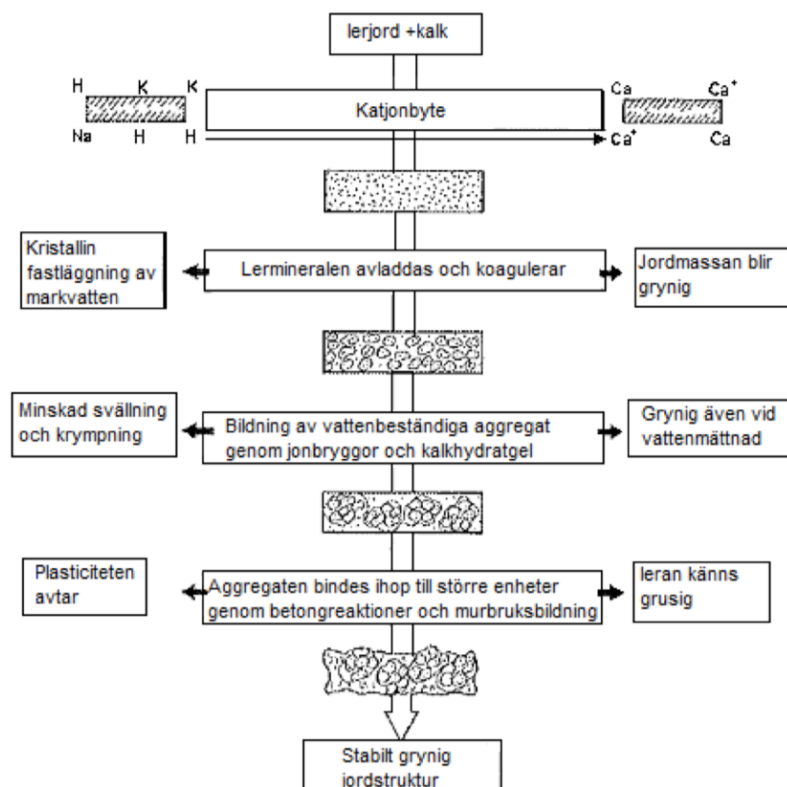 lerjord +kalk
H K K
Katjonbyte
Ca Ca⁺
Na H H
Ca⁺ Ca
Kristallin
fastläggning av
markvatten
Lermineralen avladdas och koagulerar
Jordmassan blir
grynig
Minskad svällning
och krympning
Bildning av vattenbeständiga aggregat
genom jonbryggor och kalkhydratgel
Grynig även vid
vattenmättnad
Plasticiteten
avtar
Aggregaten bindes ihop till större enheter
genom betongreaktioner och murbruksbildning
leran känns
grusig
Stabilt grynig
jordstruktur